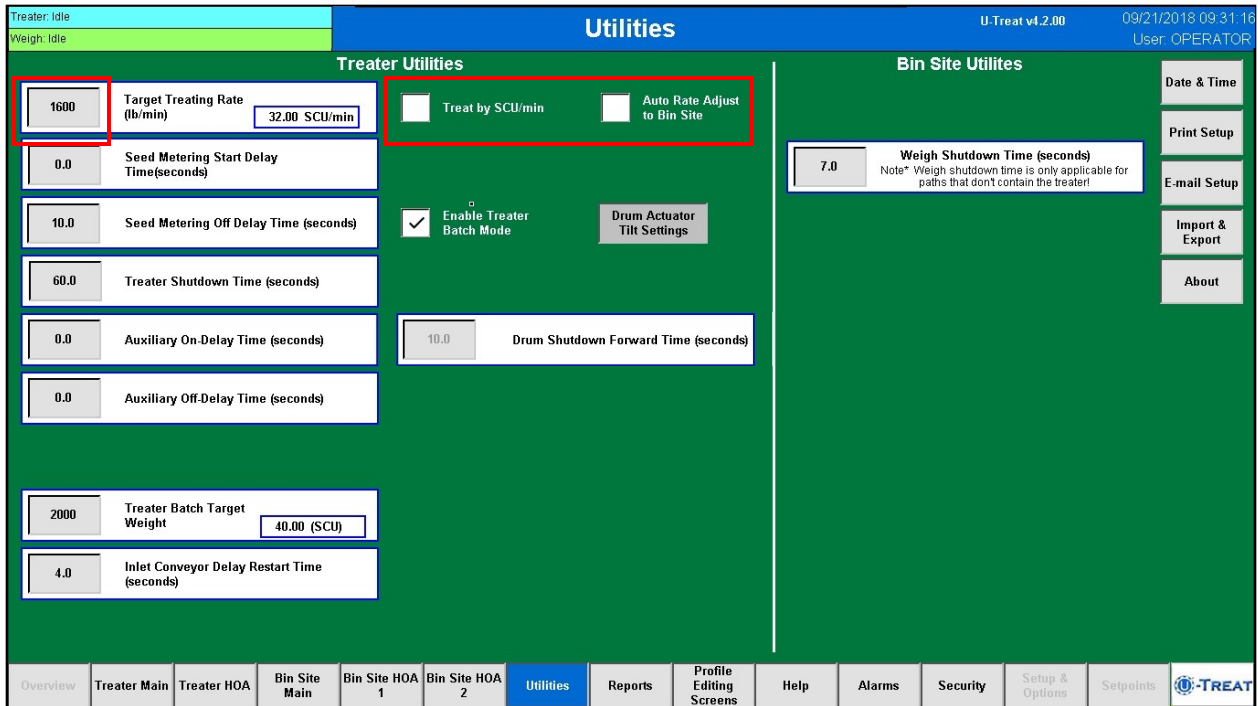 Treater: Idle
Weigh: Idle
Utilities
U-Treat v4.2.00
09/21/2018 09:31:16
User: OPERATOR
Treater Utilities
1600
Target Treating Rate
(lb/min)
32.00 SCU/min
Treat by SCU/min
Auto Rate Adjust
to Bin Site
0.0
Seed Metering Start Delay
Time(seconds)
10.0
Seed Metering Off Delay Time (seconds)
Enable Treater
Batch Mode
Drum Actuator
Tilt Settings
60.0
Treater Shutdown Time (seconds)
0.0
Auxiliary On-Delay Time (seconds)
10.0
Drum Shutdown Forward Time (seconds)
0.0
Auxiliary Off-Delay Time (seconds)
2000
Treater Batch Target
Weight
40.00 (SCU)
4.0
Inlet Conveyor Delay Restart Time
(seconds)
Bin Site Utilites
7.0
Weigh Shutdown Time (seconds)
Note* Weigh shutdown time is only applicable for
paths that don't contain the treater!
Date & Time
Print Setup
E-mail Setup
Import &
Export
About
Overview
Treater Main
Treater HOA
Bin Site
Main
Bin Site HOA
1
Bin Site HOA
2
Utilities
Reports
Profile
Editing
Screens
Help
Alarms
Security
Setup &
Options
Setpoints
U-TREAT